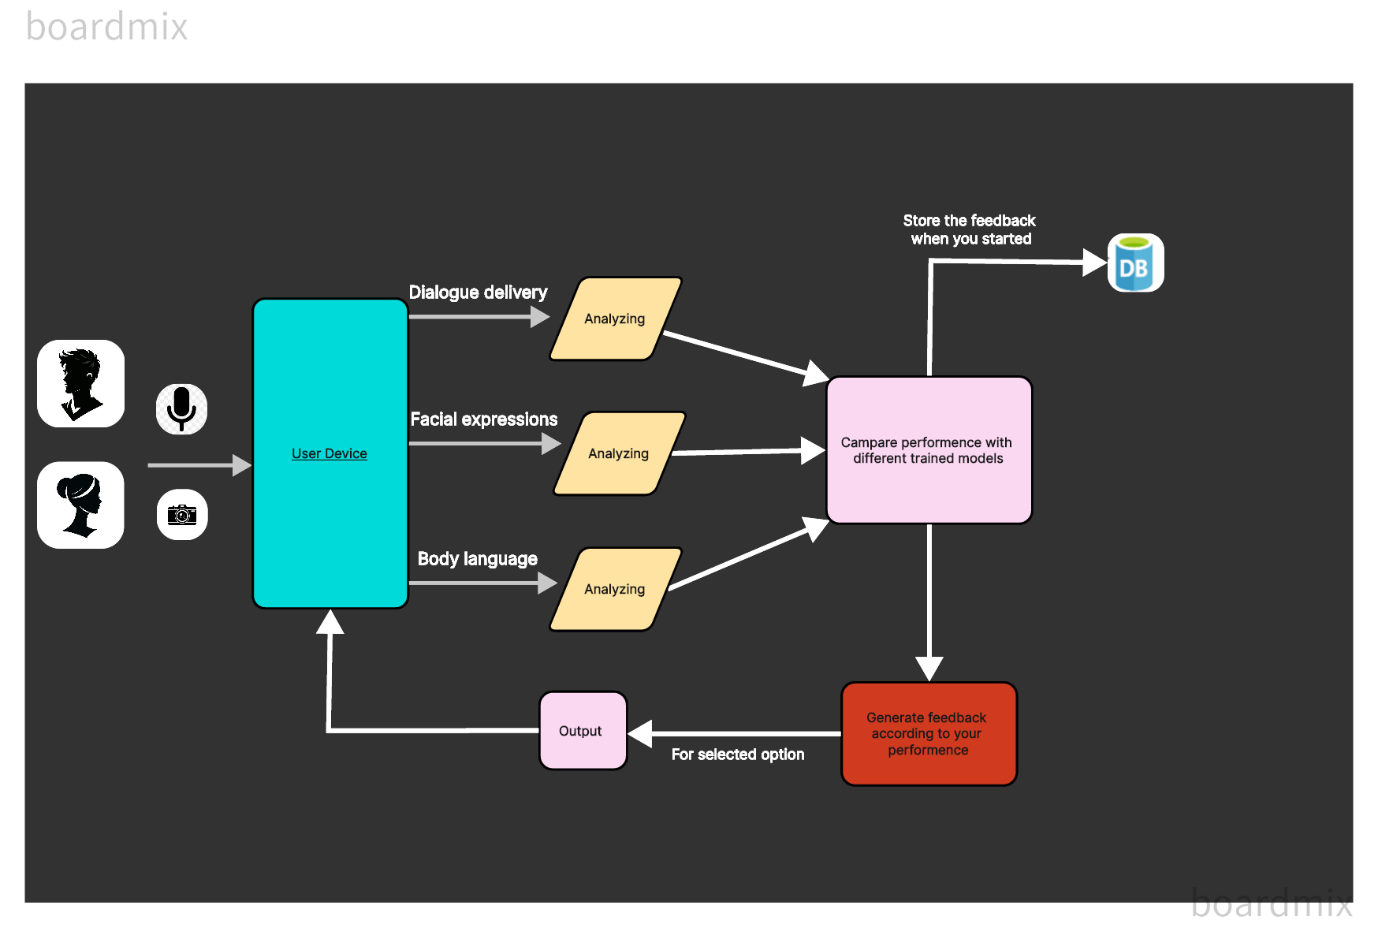 boardmix
Store the feedback
when you started
DB
Dialogue delivery
Analyzing
Facial expressions
Analyzing
User Device
Campare performence with
different trained models
Body language
Analyzing
Generate feedback
according to your
performence
Output
For selected option
boardmix